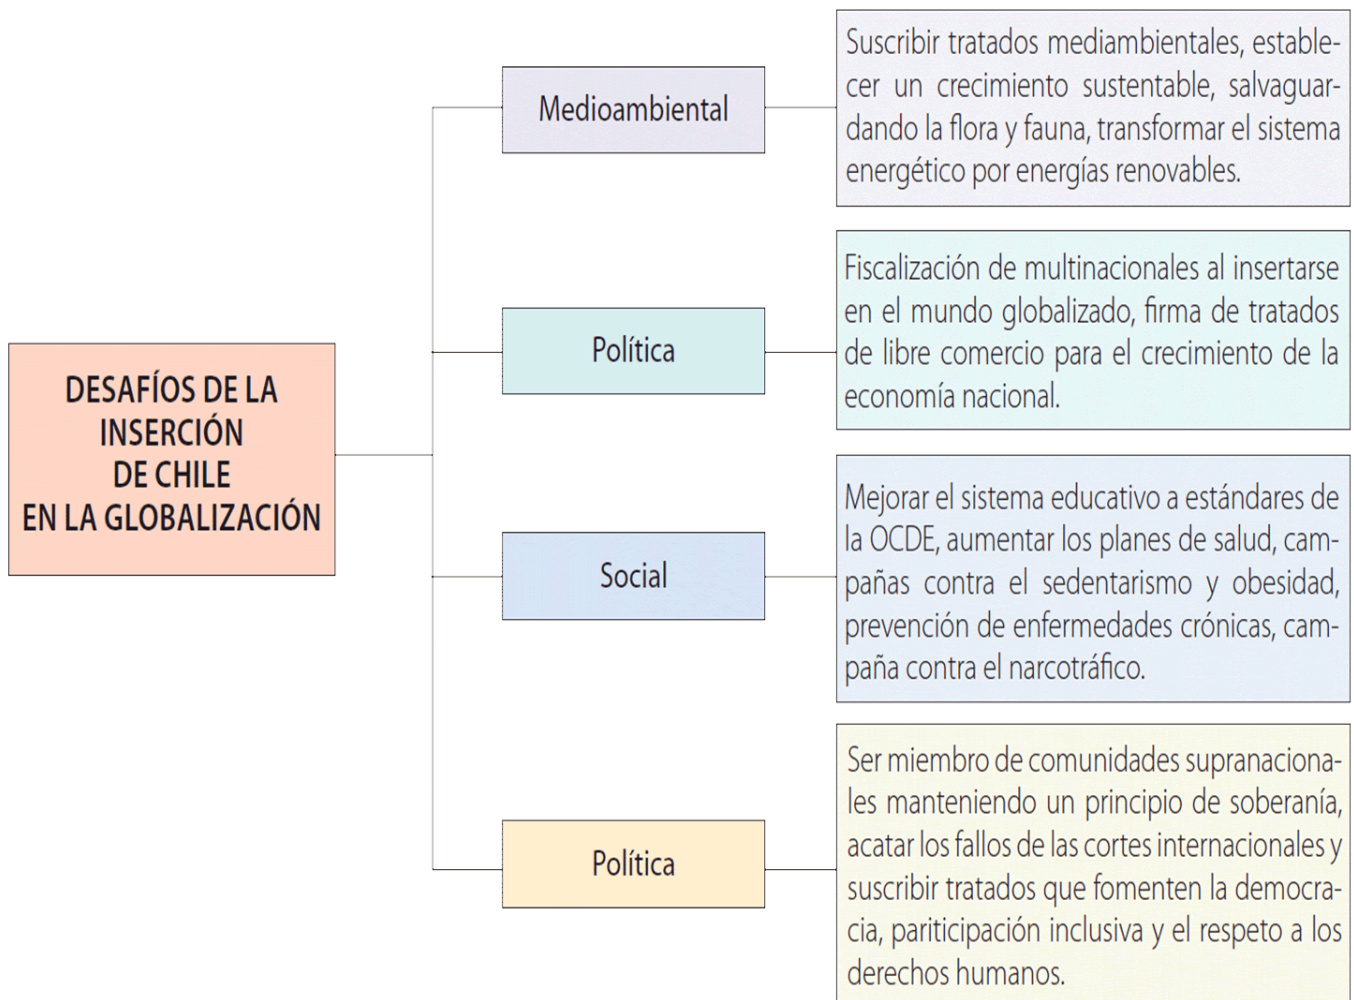 DESAFÍOS DE LA
INSERCIÓN
DE CHILE
EN LA GLOBALIZACIÓN
Medioambiental
Suscribir tratados mediambientales, estable-
cer un crecimiento sustentable, salvaguar-
dando la flora y fauna, transformar el sistema
energético por energías renovables.
Política
Fiscalización de multinacionales al insertarse
en el mundo globalizado, firma de tratados
de libre comercio para el crecimiento de la
economía nacional.
Social
Mejorar el sistema educativo a estándares de
la OCDE, aumentar los planes de salud, cam-
pañas contra el sedentarismo y obesidad,
prevención de enfermedades crónicas, cam-
paña contra el narcotráfico.
Política
Ser miembro de comunidades supranaciona-
les manteniendo un principio de soberanía,
acatar los fallos de las cortes internacionales y
suscribir tratados que fomenten la democra-
cia, pariticipación inclusiva y el respeto a los
derechos humanos.